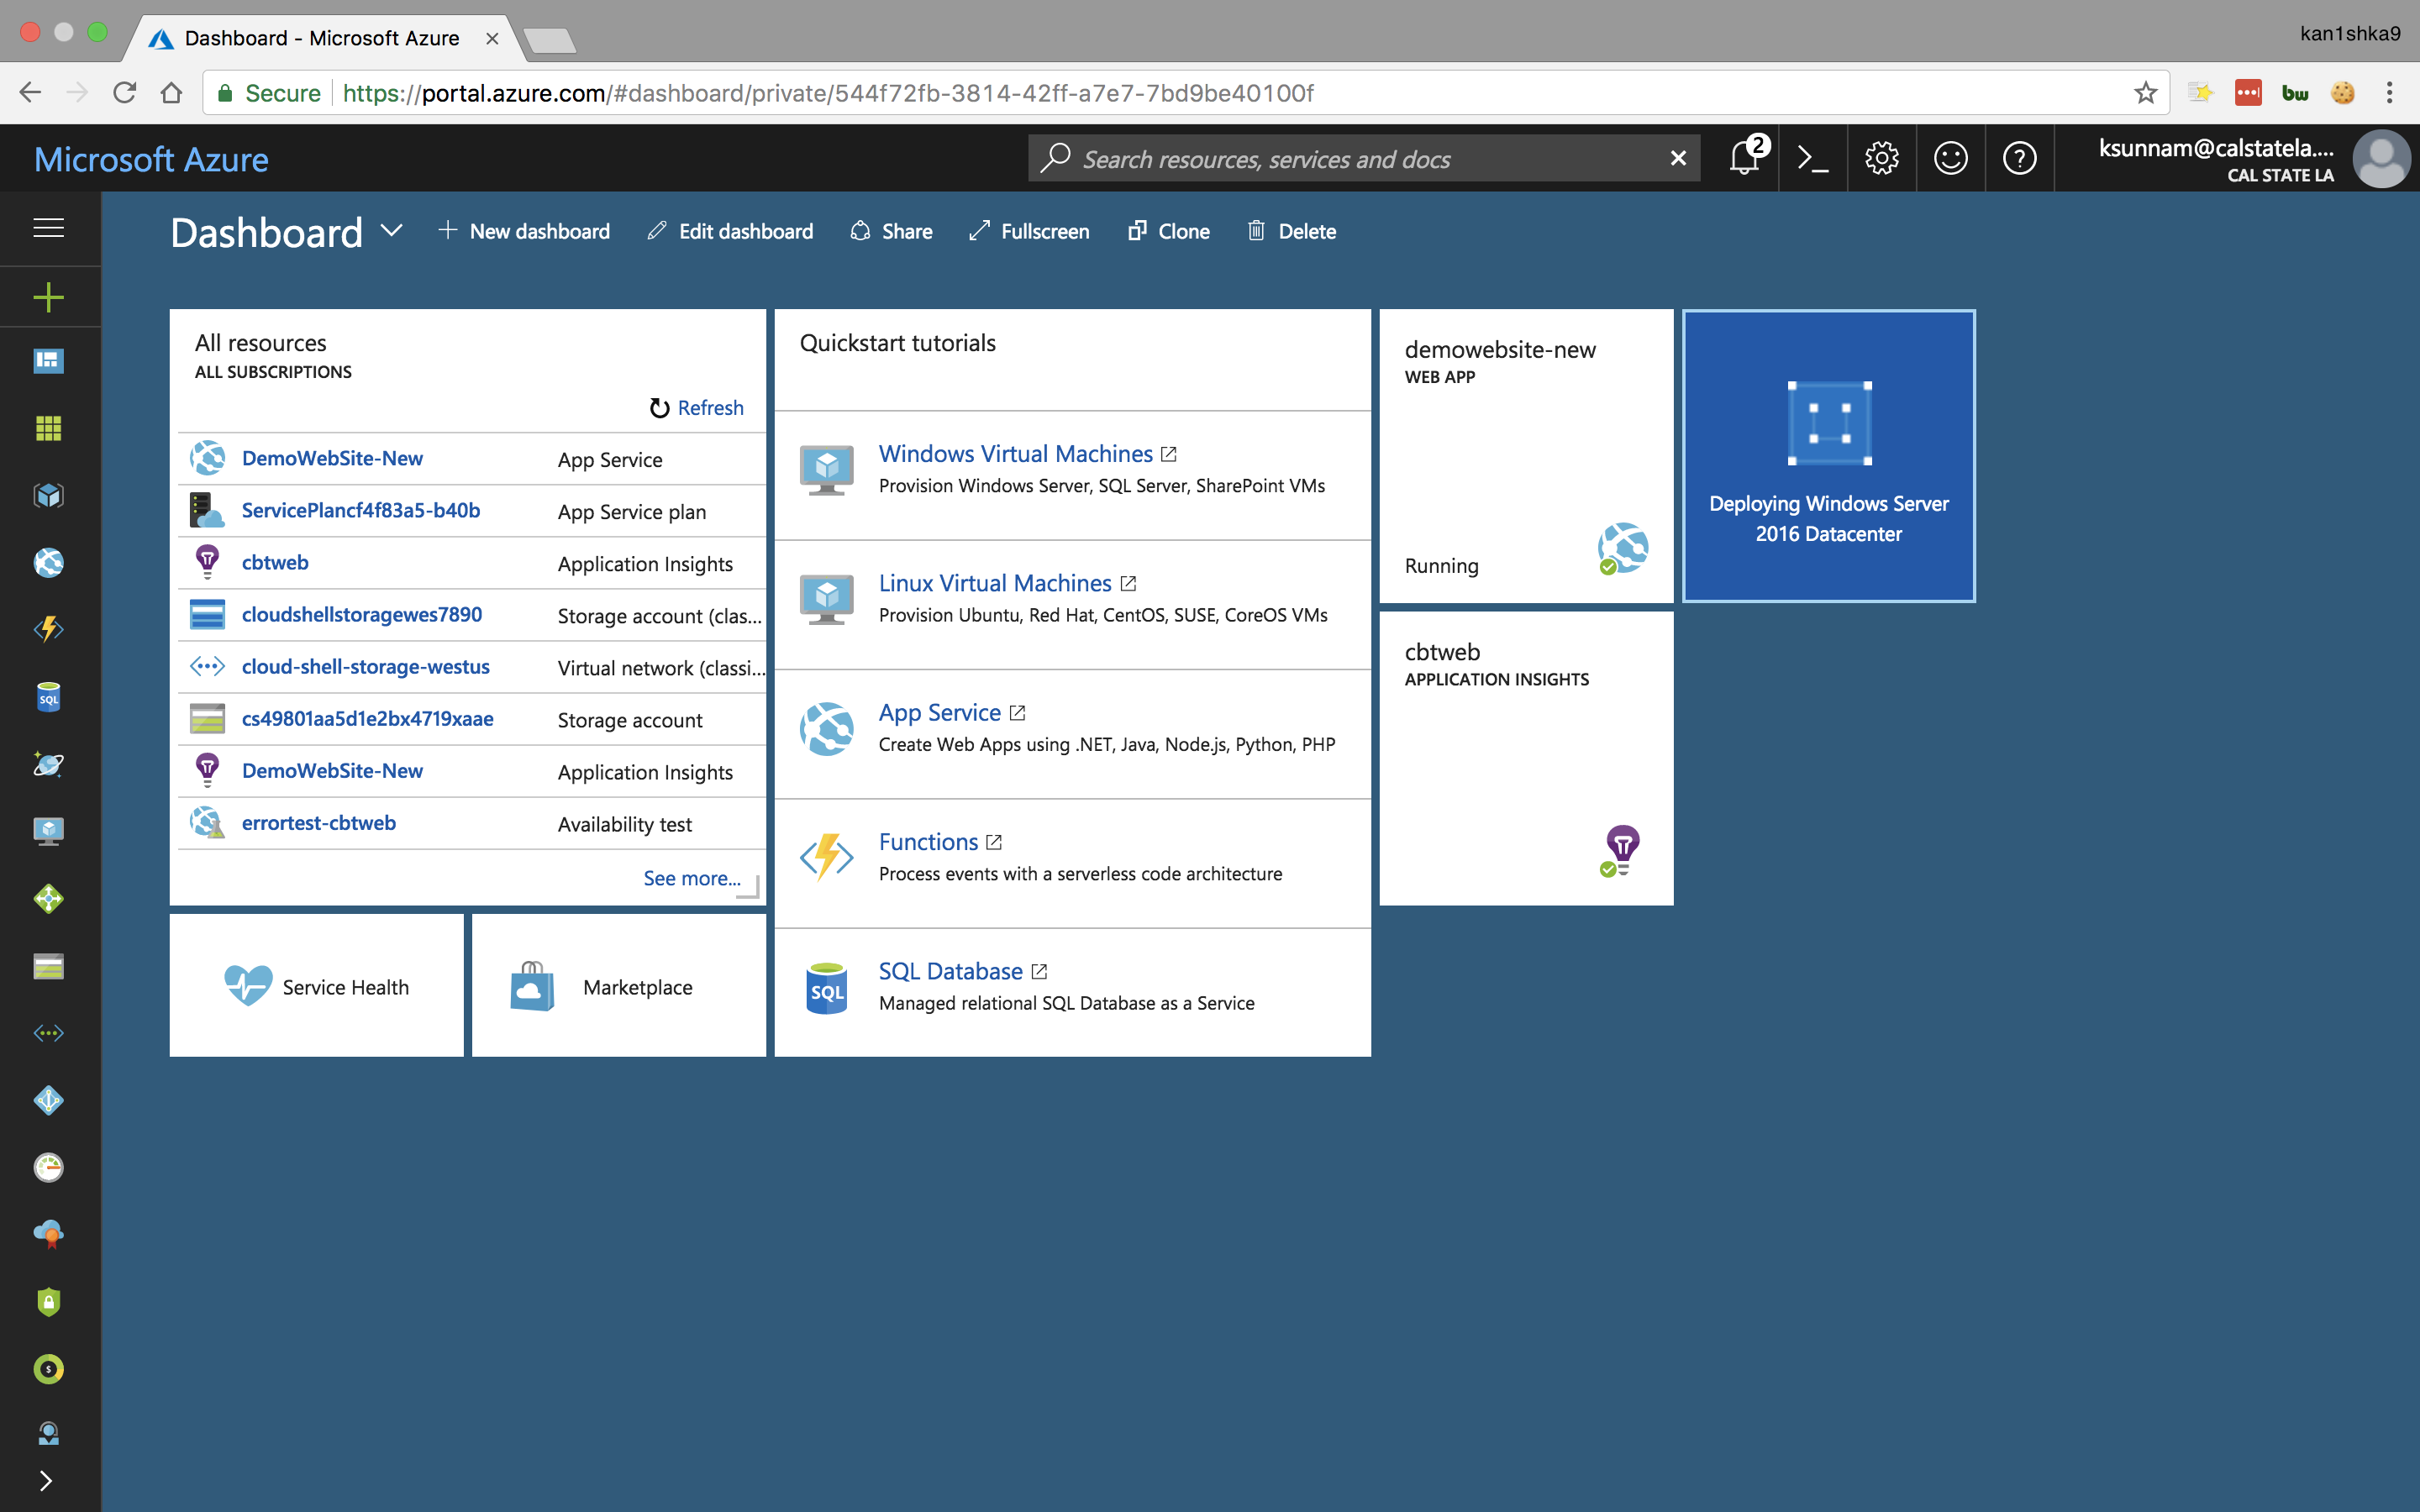 Dashboard - Microsoft Azure
kan1shka9
Secure https://portal.azure.com/#dashboard/private/544f72fb-3814-42ff-a7e7-7bd9be40100f
bw
Microsoft Azure
Search resources, services and docs
2
ksunnam@calstatela....
CAL STATE LA
Dashboard
New dashboard
Edit dashboard
Share
Fullscreen
Clone
Delete
All resources
ALL SUBSCRIPTIONS
Refresh
DemoWebSite-New App Service
ServicePlancf4f83a5-b40b App Service plan
cbtweb Application Insights
cloudshellstoragewes7890 Storage account (clas...
cloud-shell-storage-westus Virtual network (classi...
cs49801aa5d1e2bx4719xaae Storage account
DemoWebSite-New Application Insights
errortest-cbtweb Availability test
See more...
Service Health
Marketplace
Quickstart tutorials
Windows Virtual Machines
Provision Windows Server, SQL Server, SharePoint VMs
Linux Virtual Machines
Provision Ubuntu, Red Hat, CentOS, SUSE, CoreOS VMs
App Service
Create Web Apps using .NET, Java, Node.js, Python, PHP
Functions
Process events with a serverless code architecture
SQL
SQL Database
Managed relational SQL Database as a Service
demowebsite-new
WEB APP
Running
cbtweb
APPLICATION INSIGHTS
Deploying Windows Server
2016 Datacenter
SQL